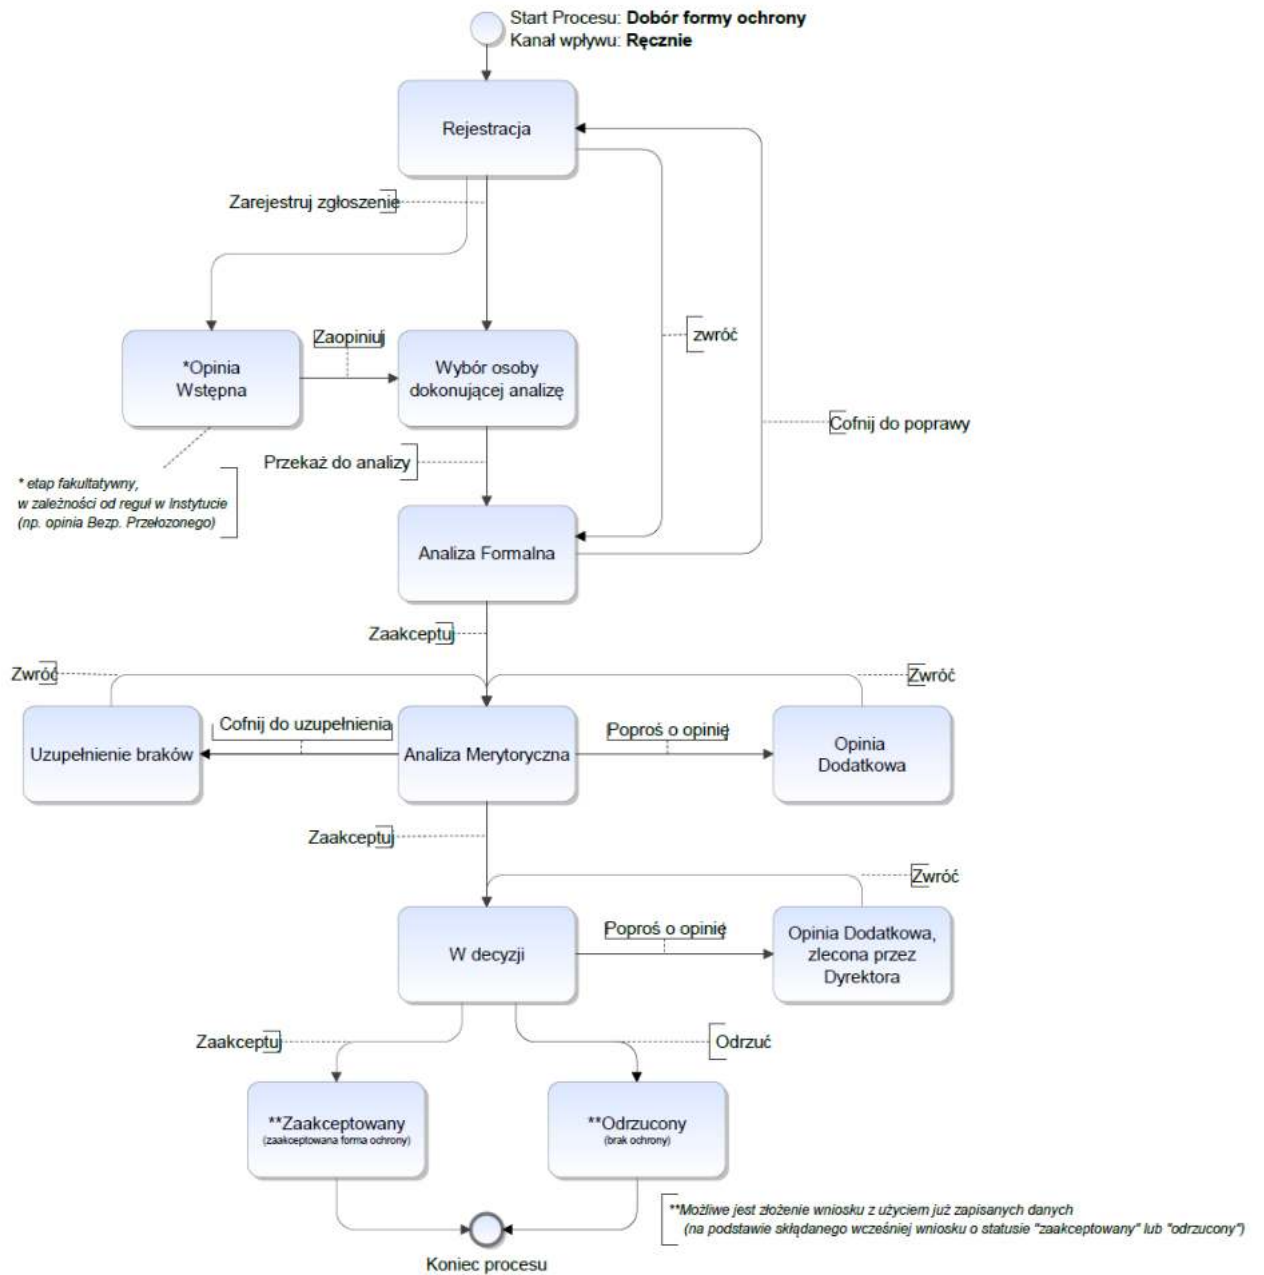 Start Procesu: Dobór formy ochrony
Kanał wpływu: Ręcznie
Rejestracja
Zarejestruj zgłoszenie
zwróć
Zaopiniuj
*Opinia
Wstępna
Wybór osoby
dokonującej analizę
Cofnij do poprawy
Przekaż do analizy
* etap fakultatywny,
w zależności od reguł w Instytucie
(np. opinia Bezp. Przełozonego)
Analiza Formalna
Zaakceptuj
Zwróć
Zwróć
Cofnij do uzupełnienia
Poproś o opinię
Uzupełnienie braków
Analiza Merytoryczna
Opinia
Dodatkowa
Zaakceptuj
Zwróć
Poproś o opinię
W decyzji
Opinia Dodatkowa,
zlecona przez
Dyrektora
Zaakceptuj
Odrzuć
**Zaakceptowany
(zaakceptowana forma ochrony)
**Odrzucony
(brak ochrony)
**Możliwe jest złożenie wniosku z użyciem już zapisanych danych
(na podstawie skłądanego wcześniej wniosku o statusie "zaakceptowany" lub "odrzucony")
Koniec procesu